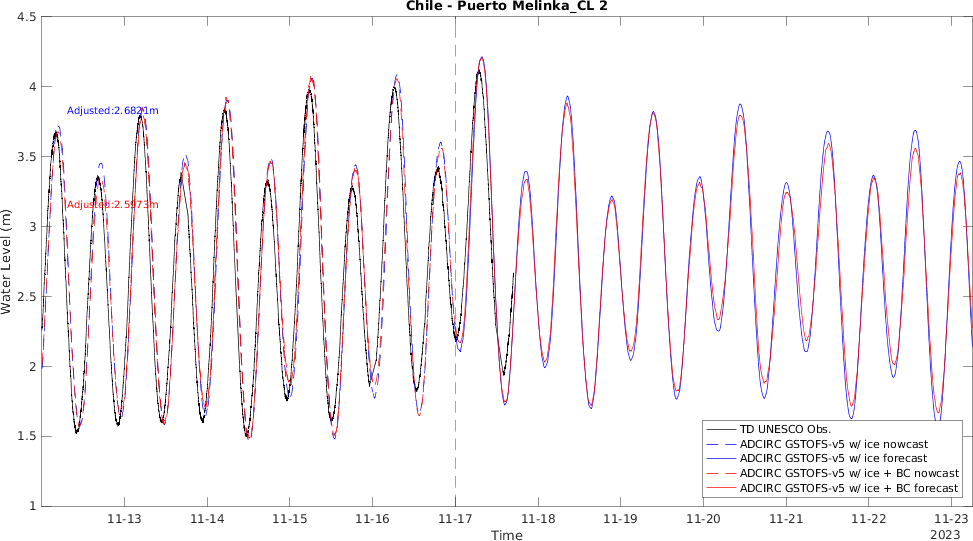 Chile - Puerto Melinka_CL 2
4.5
4
3.5
3
2.5
2
1.5
1
Water Level (m)
Adjusted:2.6821m
Adjusted:2.5973m
TD UNESCO Obs.
ADCIRC GSTOFS-v5 w/ ice nowcast
ADCIRC GSTOFS-v5 w/ ice forecast
ADCIRC GSTOFS-v5 w/ ice + BC nowcast
ADCIRC GSTOFS-v5 w/ ice + BC forecast
11-13 11-14 11-15 11-16 11-17 11-18 11-19 11-20 11-21 11-22 11-23
2023
Time